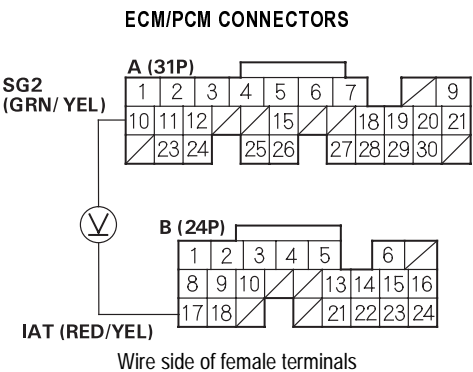 ECM/PCM CONNECTORS
A (31P)
SG2
(GRN/ YEL)
1 2 3 4 5 6 7 9
10 11 12 15 18 19 20 21
23 24 25 26 27 28 29 30
V
B (24P)
1 2 3 4 5 6
8 9 10 13 14 15 16
17 18 21 22 23 24
IAT (RED/YEL)
Wire side of female terminals